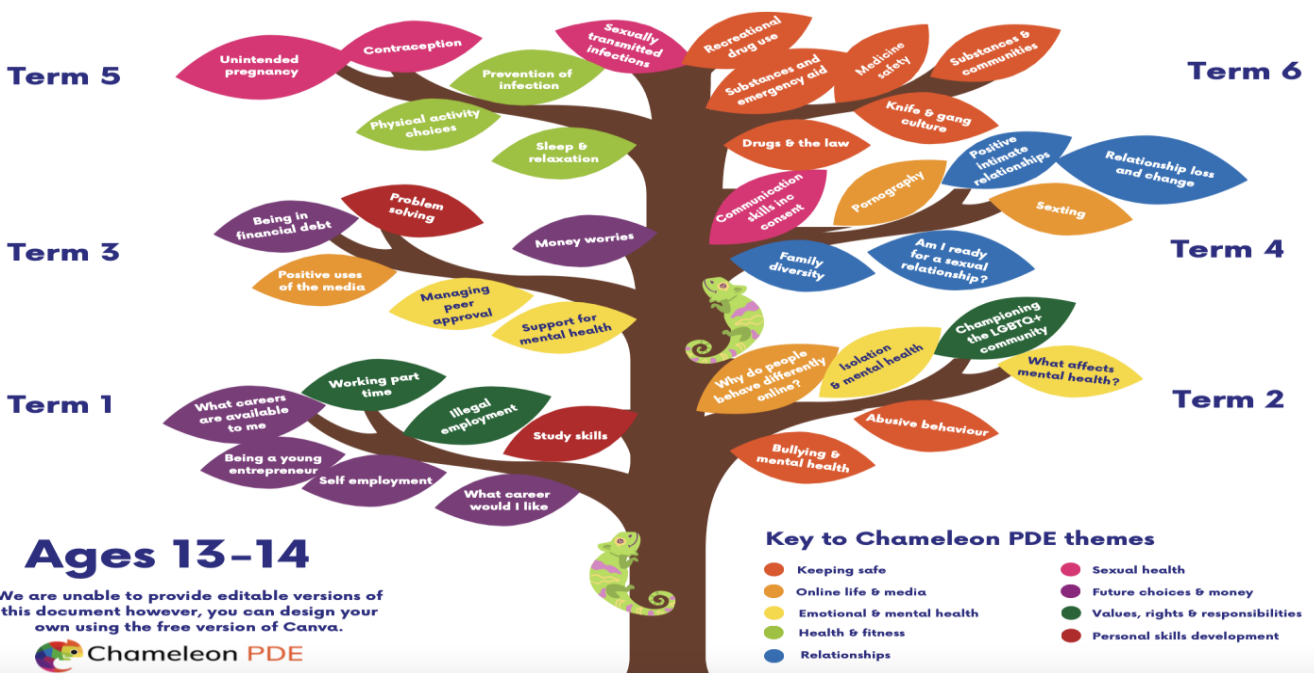 Term 5
Unintended
pregnancy
Contraception
Prevention of
infection
Physical activity
choices
Sleep &
relaxation
Sexually
transmitted
infections
Term 6
Recreational
drug use
Substances and
emergency aid
Medicine
safety
Substances &
communities
Knife & gang
culture
Drugs & the law
Term 3
Being in
financial debt
Problem
solving
Money worries
Positive uses
of the media
Managing
peer
approval
Support for
mental health
Term 4
Communication
skills inc
consent
Pornography
Positive
intimate
relationships
Relationship loss
and change
Sexting
Family
diversity
Am I ready
for a sexual
relationship?
Term 1
What careers
are available
to me
Working part
time
Illegal
employment
Study skills
Being a young
entrepreneur
Self employment
What career
would I like
Term 2
Why do people
behave differently
online?
Isolation
& mental health
Championing
the LGBTQ+
community
What affects
mental health?
Abusive behaviour
Bullying &
mental health
Ages 13-14
We are unable to provide editable versions of
this document however, you can design your
own using the free version of Canva.
Chameleon PDE
Key to Chameleon PDE themes
Keeping safe
Online life & media
Emotional & mental health
Health & fitness
Relationships
Sexual health
Future choices & money
Values, rights & responsibilities
Personal skills development